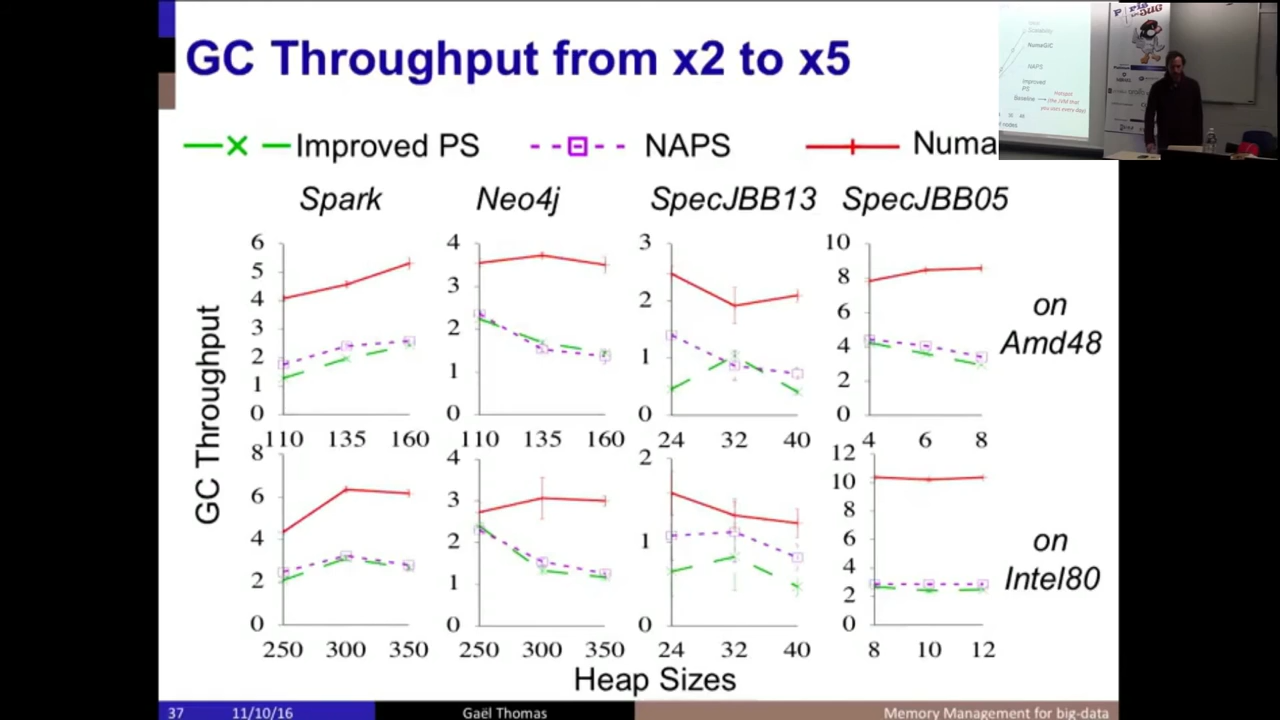 GC Throughput from x2 to x5
Improved PS NAPS Numa
Spark Neo4j SpecJBB13 SpecJBB05
GC Throughput
6
5
4
3
2
1
0
110 135 160
4
3
2
1
0
110 135 160
3
2
1
0
24 32 40
10
8
6
4
2
0
4 6 8
on
Amd48
8
6
4
2
0
250 300 350
4
3
2
1
0
250 300 350
2
1
0
24 32 40
12
10
8
6
4
2
0
8 10 12
on
Intel80
Heap Sizes
37 11/10/16 Gaël Thomas Memory Management for big-data
NumaGiC
NAPS
Improved
PS
Baseline